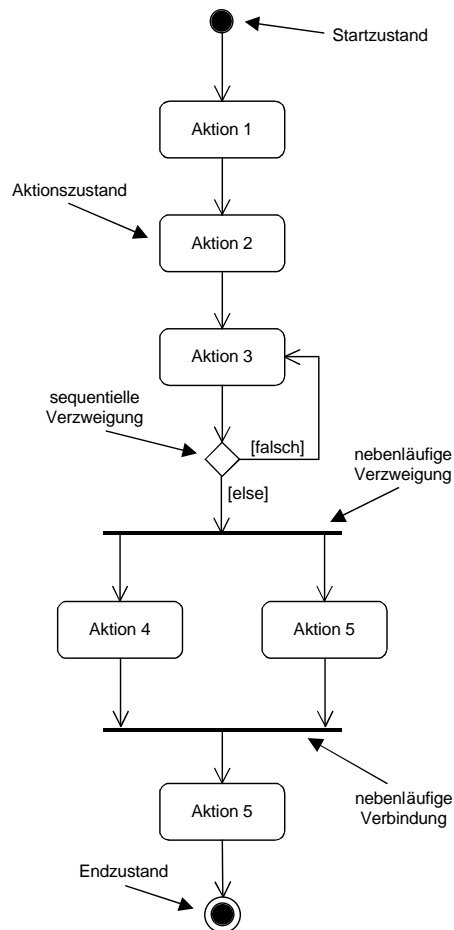 Startzustand
Aktion 1
Aktionszustand
Aktion 2
Aktion 3
sequentielle
Verzweigung
[falsch]
nebenläufige
Verzweigung
[else]
Aktion 4
Aktion 5
Aktion 5
nebenläufige
Verbindung
Endzustand